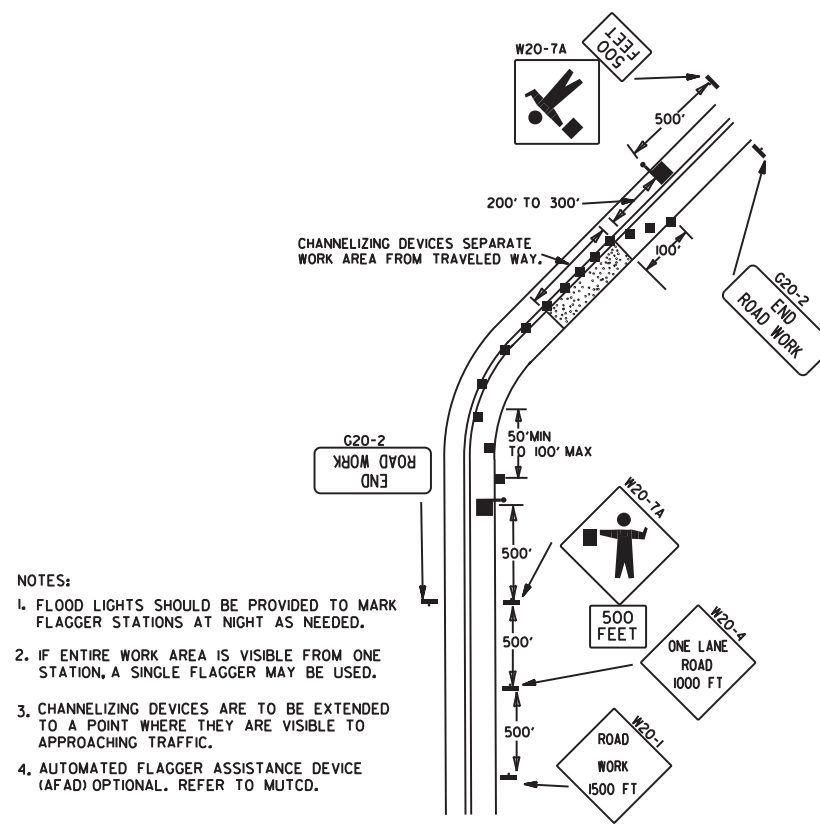 W20-7A
500
FEET
500'
200' TO 300'
CHANNELIZING DEVICES SEPARATE
WORK AREA FROM TRAVELED WAY.
100'
G20-2
END
ROAD WORK
G20-2
END
ROAD WORK
50'MIN
TO 100' MAX
W20-7A
500'
500
FEET
W20-4
ONE LANE
ROAD
1000 FT
500'
W20-1
ROAD
WORK
1500 FT
500'
NOTES:
1. FLOOD LIGHTS SHOULD BE PROVIDED TO MARK
FLAGGER STATIONS AT NIGHT AS NEEDED.
2. IF ENTIRE WORK AREA IS VISIBLE FROM ONE
STATION, A SINGLE FLAGGER MAY BE USED.
3. CHANNELIZING DEVICES ARE TO BE EXTENDED
TO A POINT WHERE THEY ARE VISIBLE TO
APPROACHING TRAFFIC.
4. AUTOMATED FLAGGER ASSISTANCE DEVICE
(AFAD) OPTIONAL. REFER TO MUTCD.